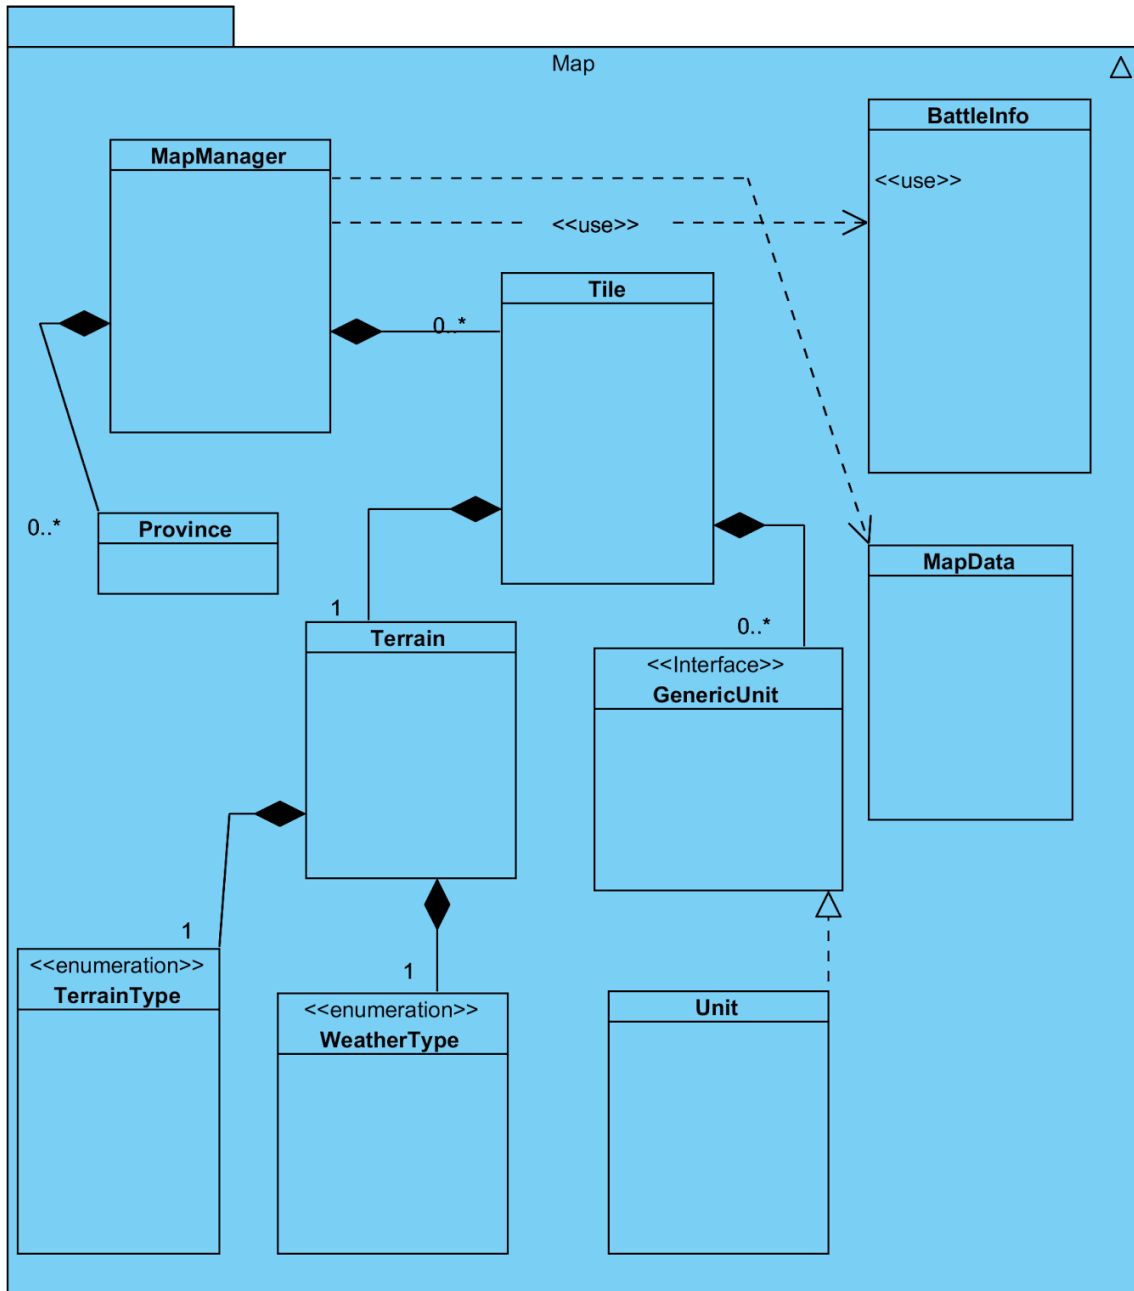 Map
BattleInfo
MapManager
<<use>>
<<use>>
Tile
0..*
0..*
Province
MapData
1
Terrain
0..*
<<Interface>>
GenericUnit
1
<<enumeration>>
TerrainType
1
<<enumeration>>
WeatherType
Unit